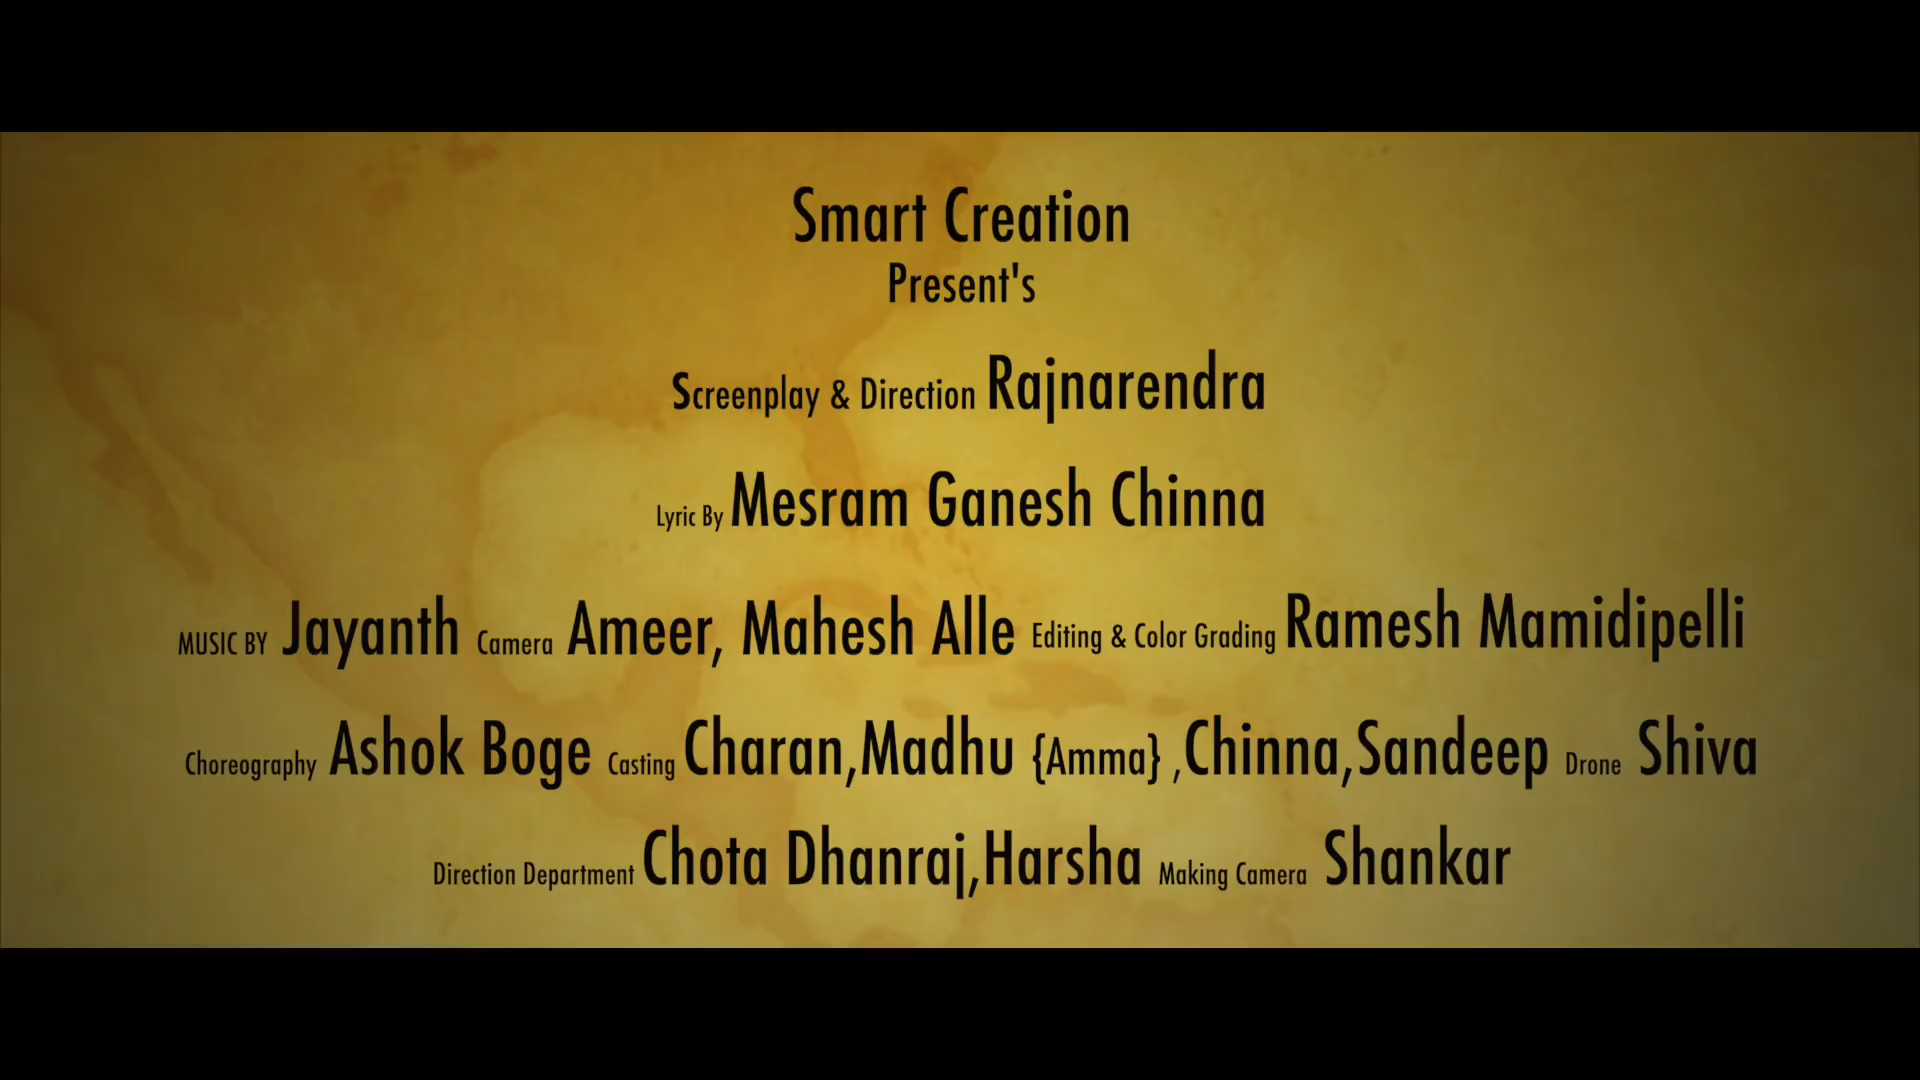 Smart Creation
Present's
Screenplay & Direction Rajnarendra
Lyric By Mesram Ganesh Chinna
MUSIC BY Jayanth Camera Ameer, Mahesh Alle Editing & Color Grading Ramesh Mamidipelli
Choreography Ashok Boge Casting Charan,Madhu {Amma} ,Chinna,Sandeep Drone Shiva
Direction Department Chota Dhanraj,Harsha Making Camera Shankar